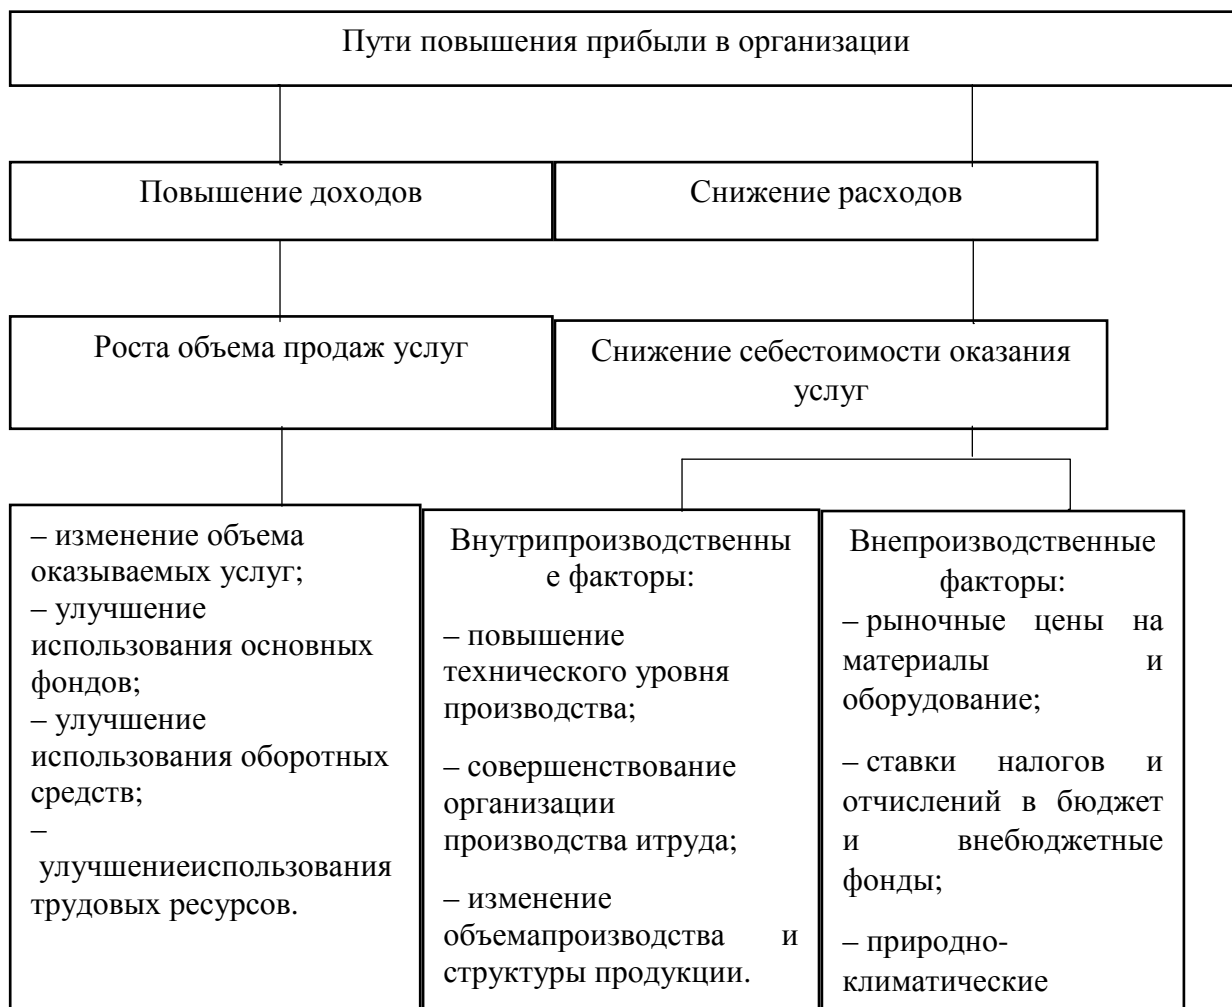 Пути повышения прибыли в организации
Повышение доходов
Снижение расходов
Роста объема продаж услуг
Снижение себестоимости оказания
услуг
– изменение объема
оказываемых услуг;
– улучшение
использования основных
фондов;
– улучшение
использования оборотных
средств;
–
улучшениеиспользования
трудовых ресурсов.
Внутрипроизводственны
е факторы:
– повышение
технического уровня
производства;
– совершенствование
организации
производства итруда;
– изменение
объемапроизводства и
структуры продукции.
Внепроизводственные
факторы:
– рыночные цены на
материалы и
оборудование;
– ставки налогов и
отчислений в бюджет
и внебюджетные
фонды;
– природно-
климатические